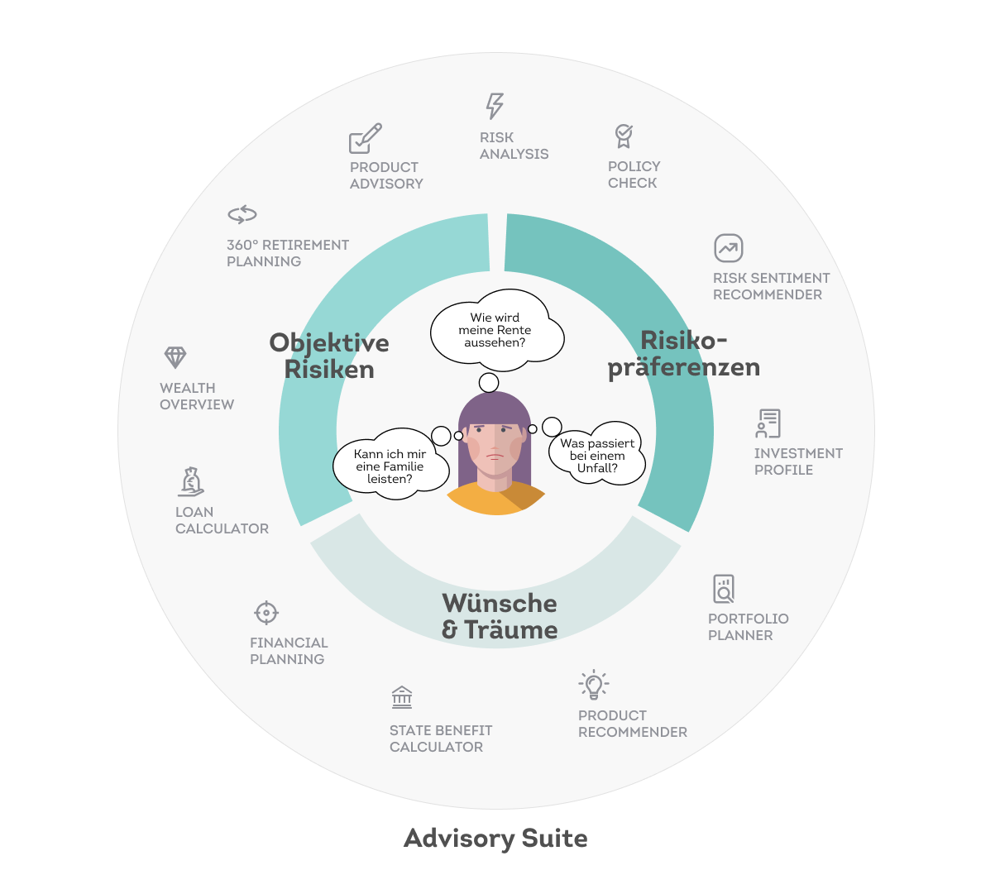 RISK
ANALYSIS
PRODUCT
ADVISORY
POLICY
CHECK
360° RETIREMENT
PLANNING
RISK SENTIMENT
RECOMMENDER
Wie wird
meine Rente
aussehen?
Objektive
Risiken
Risiko-
präferenzen
WEALTH
OVERVIEW
Kann ich mir
eine Familie
leisten?
Was passiert
bei einem
Unfall?
INVESTMENT
PROFILE
LOAN
CALCULATOR
Wünsche
& Träume
PORTFOLIO
PLANNER
FINANCIAL
PLANNING
PRODUCT
RECOMMENDER
STATE BENEFIT
CALCULATOR
Advisory Suite